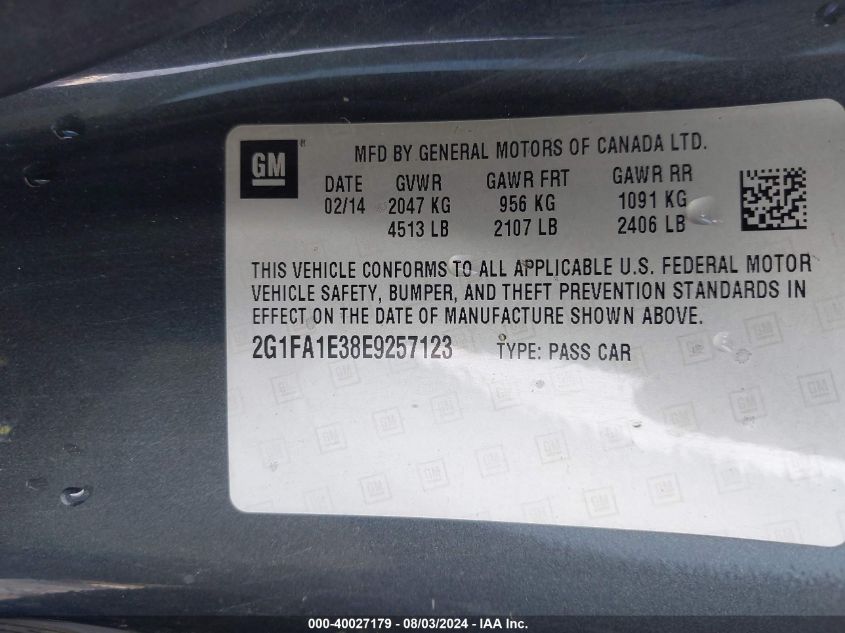 GM ® MFD BY GENERAL MOTORS OF CANADA LTD.
DATE GVWR GAWR FRT GAWR RR
02/14 2047 KG 956 KG 1091 KG
4513 LB 2107 LB 2406 LB
THIS VEHICLE CONFORMS TO ALL APPLICABLE U.S. FEDERAL MOTOR
VEHICLE SAFETY, BUMPER, AND THEFT PREVENTION STANDARDS IN
EFFECT ON THE DATE OF MANUFACTURE SHOWN ABOVE.
2G1FA1E38E9257123 TYPE: PASS CAR
000-40027179 - 08/03/2024 - IAA Inc.